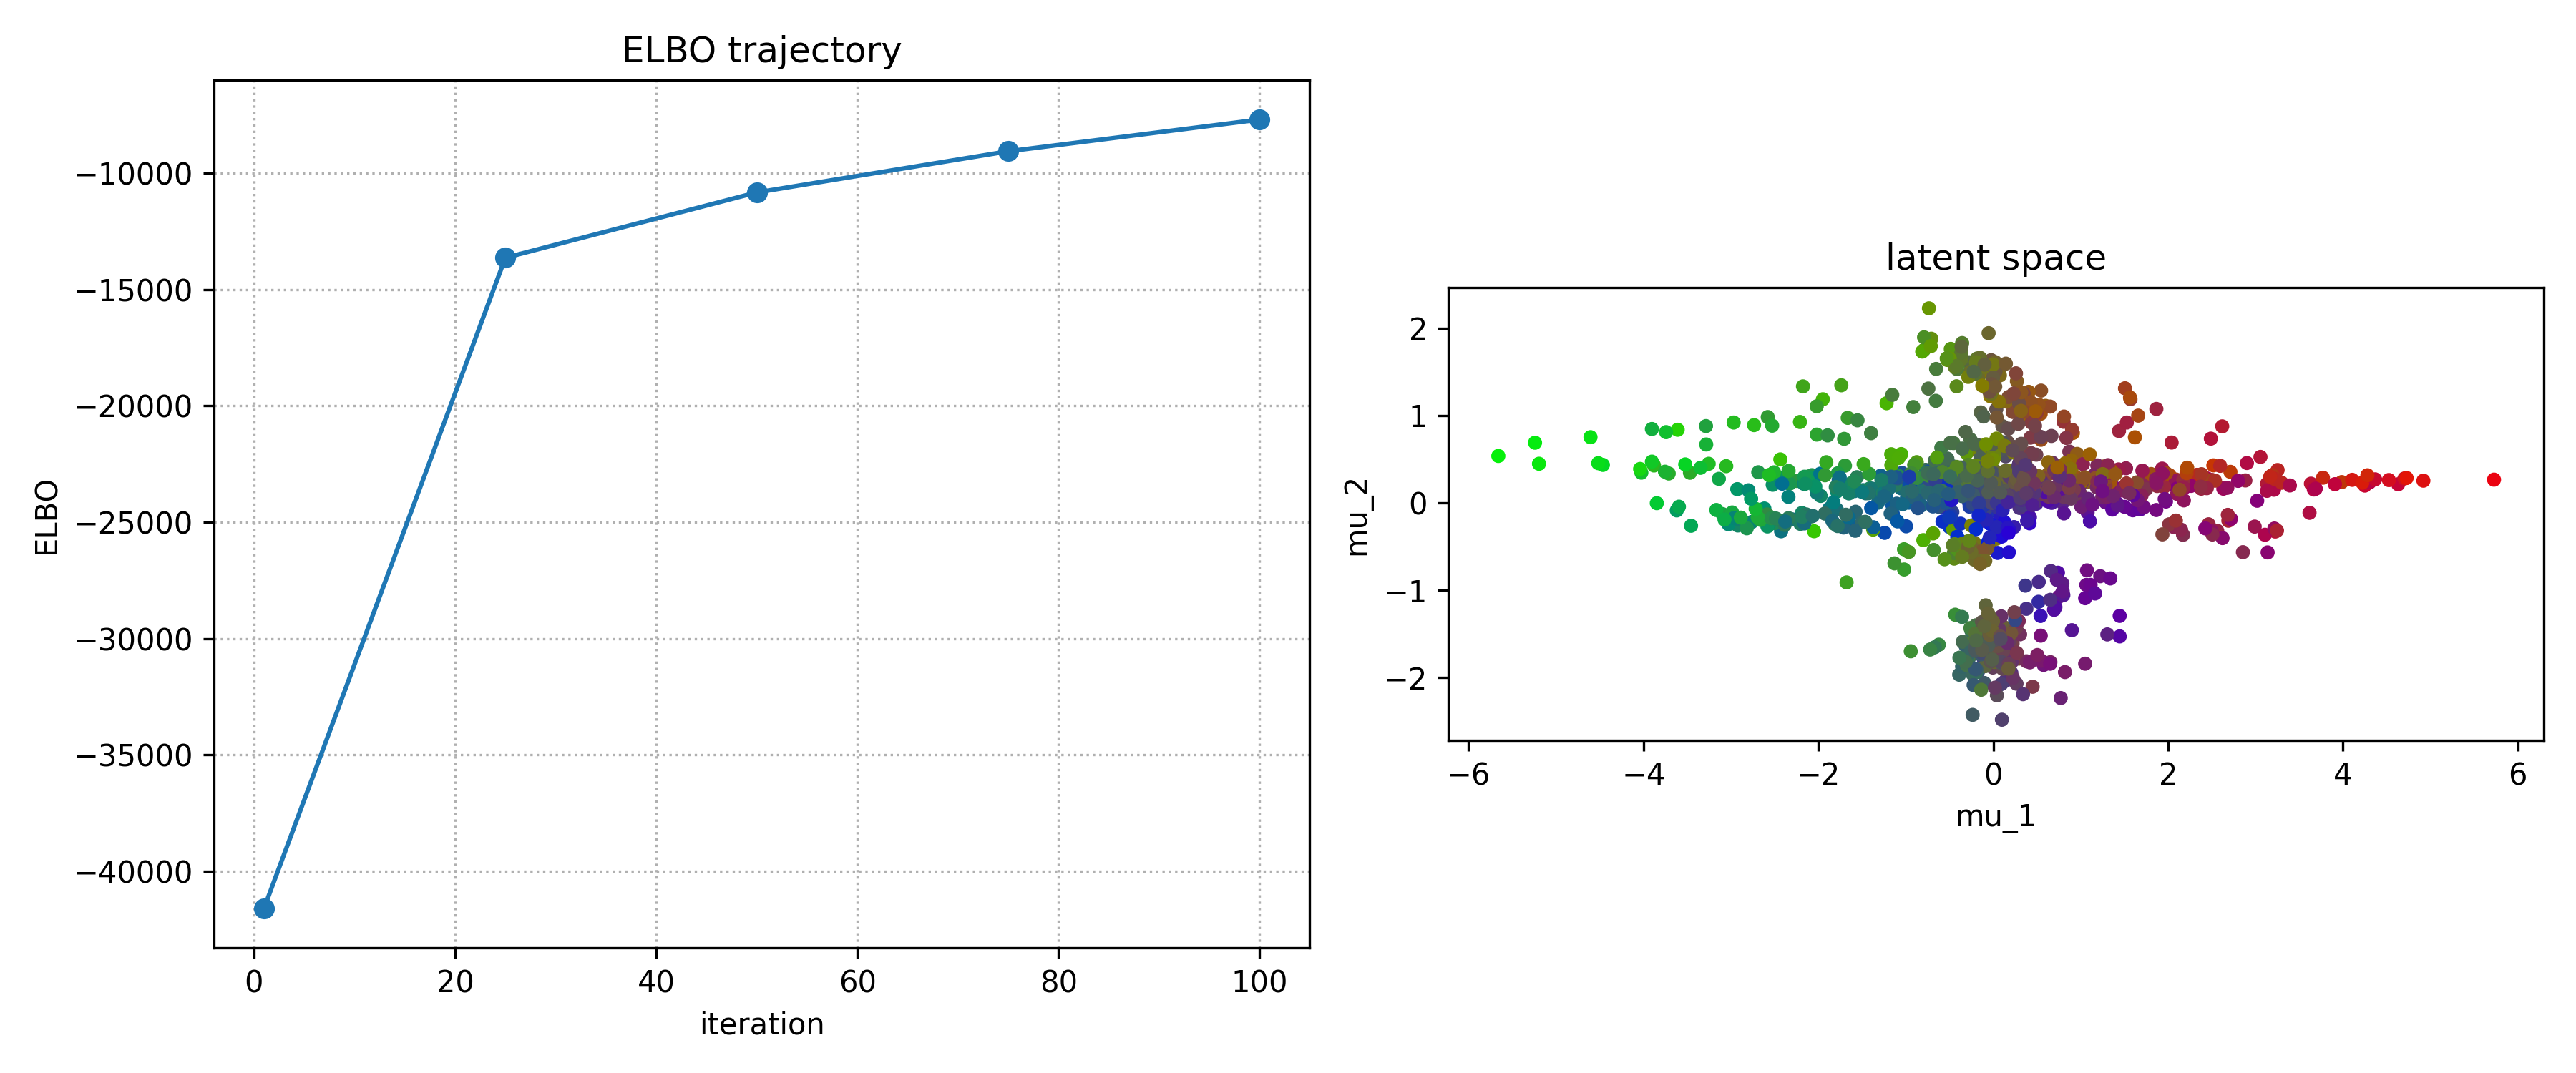 ELBO trajectory
−10000
−15000
−20000
−25000
−30000
−35000
−40000
ELBO
0 20 40 60 80 100
iteration
latent space
2
1
0
−1
−2
mu_2
−6 −4 −2 0 2 4 6
mu_1